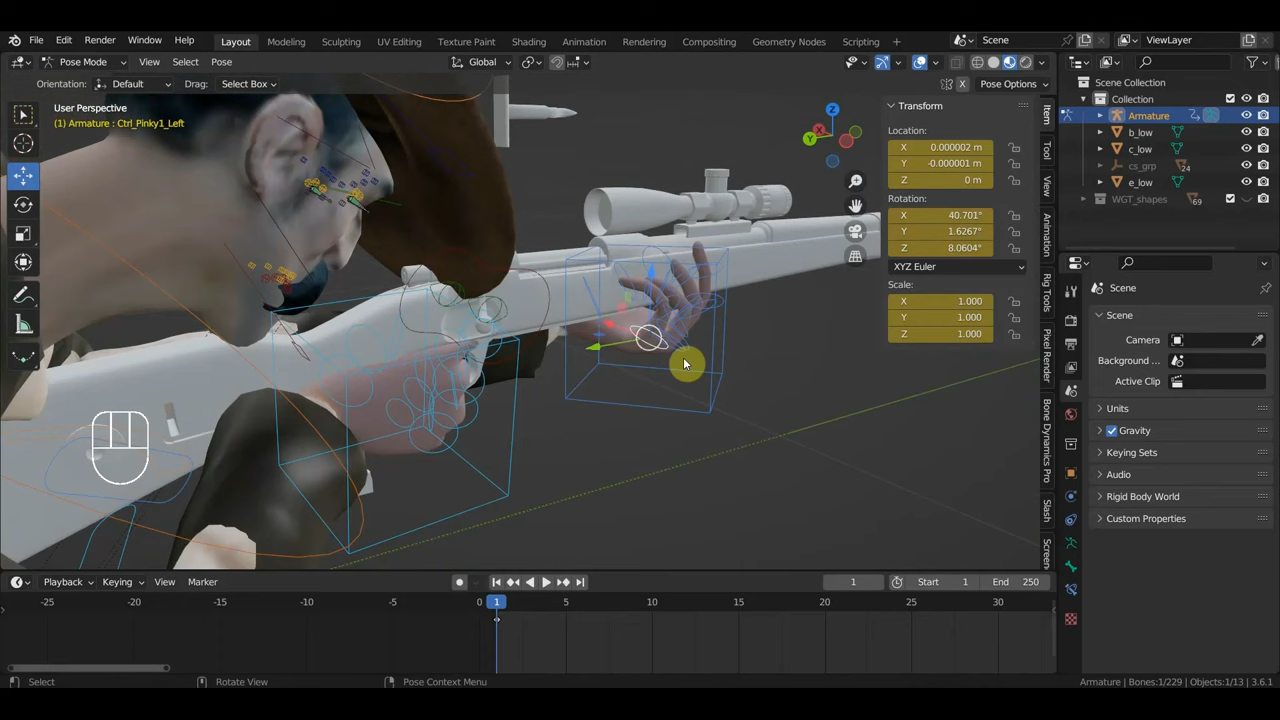 File Edit Render Window Help
Layout Modeling Sculpting UV Editing Texture Paint Shading Animation Rendering Compositing Geometry Nodes Scripting +
Scene
ViewLayer
Pose Mode View Select Pose
Global
Orientation: Default Drag: Select Box
X
Pose Options
User Perspective
(1) Armature : Ctrl_Pinky1_Left
Z
X
Y
Transform
Location:
X 0.000002 m
Y -0.000001 m
Z 0 m
Rotation:
X 40.701°
Y 1.6267°
Z 8.0604°
XYZ Euler
Scale:
X 1.000
Y 1.000
Z 1.000
Item
Tool
View
Animation
Rig Tools
Pixel Render
Bone Dynamics Pro
Slash
Screen
Scene Collection
Collection
Armature
b_low
c_low
cs_grp 24
e_low
WGT_shapes 69
Scene
Scene
Camera
Background ...
Active Clip
Units
Gravity
Keying Sets
Audio
Rigid Body World
Custom Properties
Playback Keying View Marker
1
Start 1
End 250
-25 -20 -15 -10 -5 0 1 5 10 15 20 25 30
Select
Rotate View
Pose Context Menu
Armature | Bones:1/229 | Objects:1/13 | 3.6.1